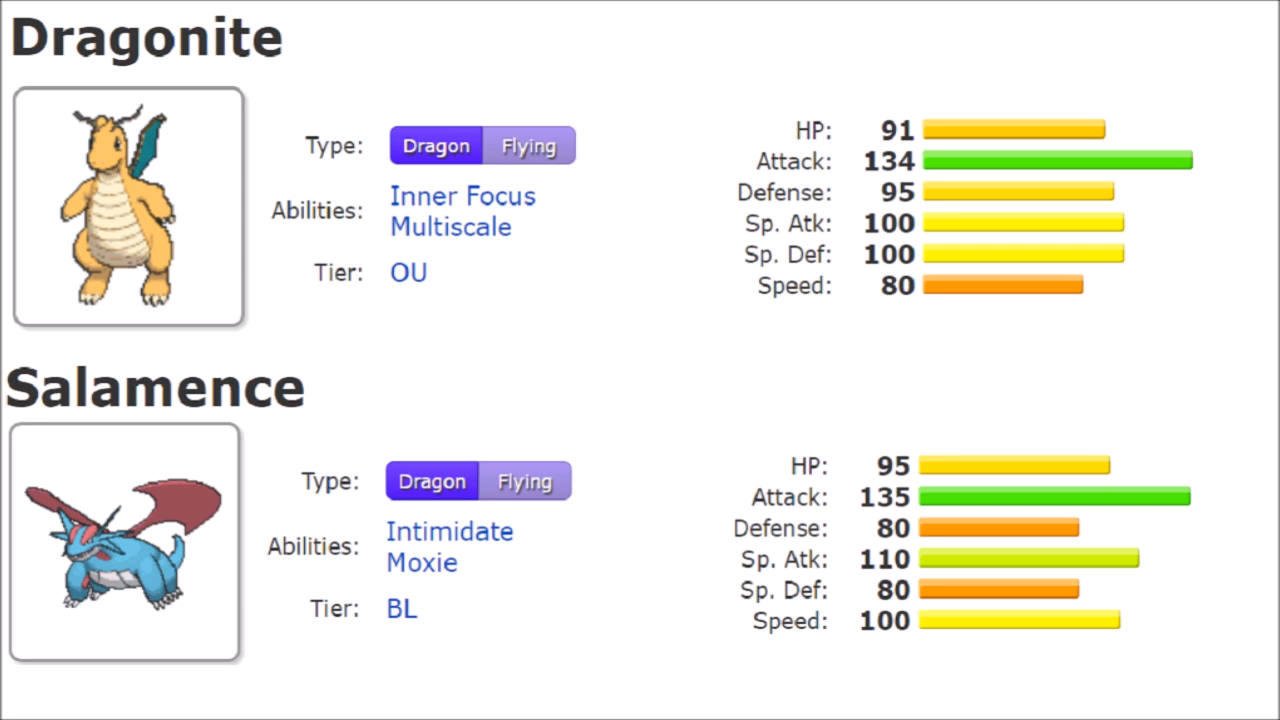 Dragonite
Type: Dragon Flying
Abilities: Inner Focus
Multiscale
Tier: OU
HP: 91
Attack: 134
Defense: 95
Sp. Atk: 100
Sp. Def: 100
Speed: 80
Salamence
Type: Dragon Flying
Abilities: Intimidate
Moxie
Tier: BL
HP: 95
Attack: 135
Defense: 80
Sp. Atk: 110
Sp. Def: 80
Speed: 100